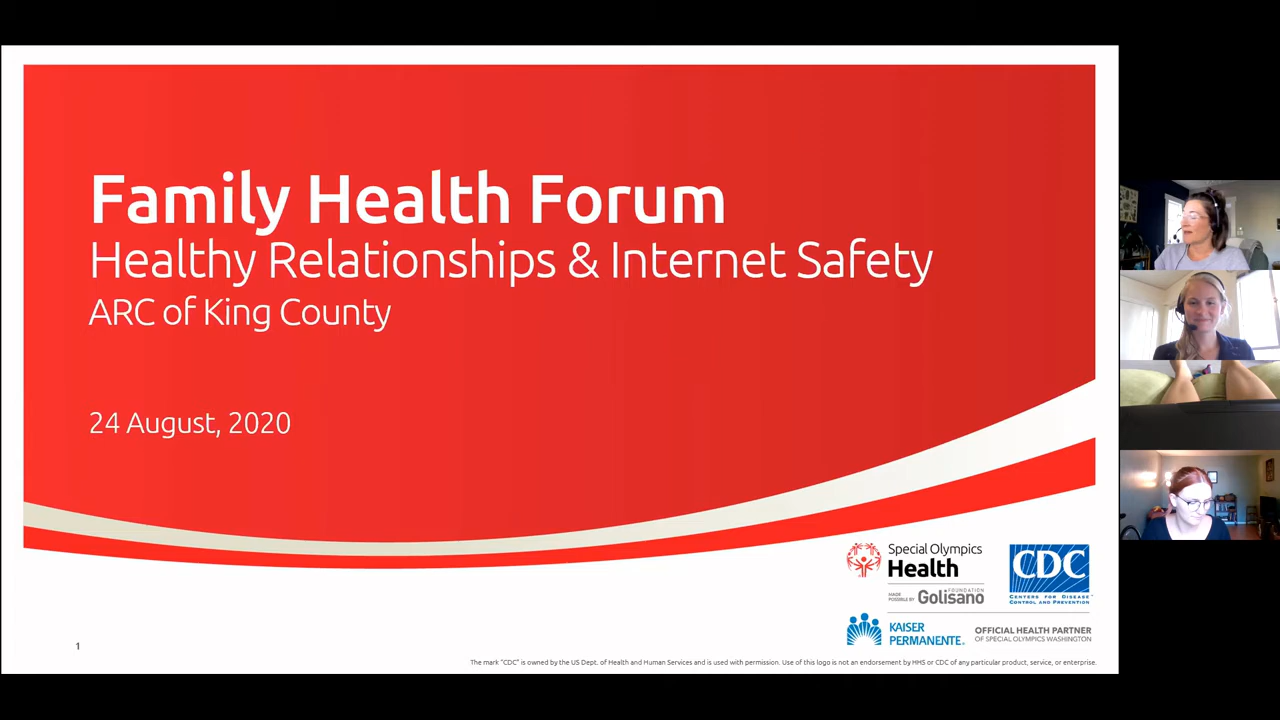 Family Health Forum
Healthy Relationships & Internet Safety
ARC of King County
24 August, 2020
Special Olympics
Health
MADE POSSIBLE BY
Golisano
FOUNDATION
CDC
CENTERS FOR DISEASE
CONTROL AND PREVENTION
KAISER
PERMANENTE®
OFFICIAL HEALTH PARTNER
OF SPECIAL OLYMPICS WASHINGTON
1
The mark "CDC" is owned by the US Dept. of Health and Human Services and is used with permission. Use of this logo is not an endorsement by HHS or CDC of any particular product, service, or enterprise.